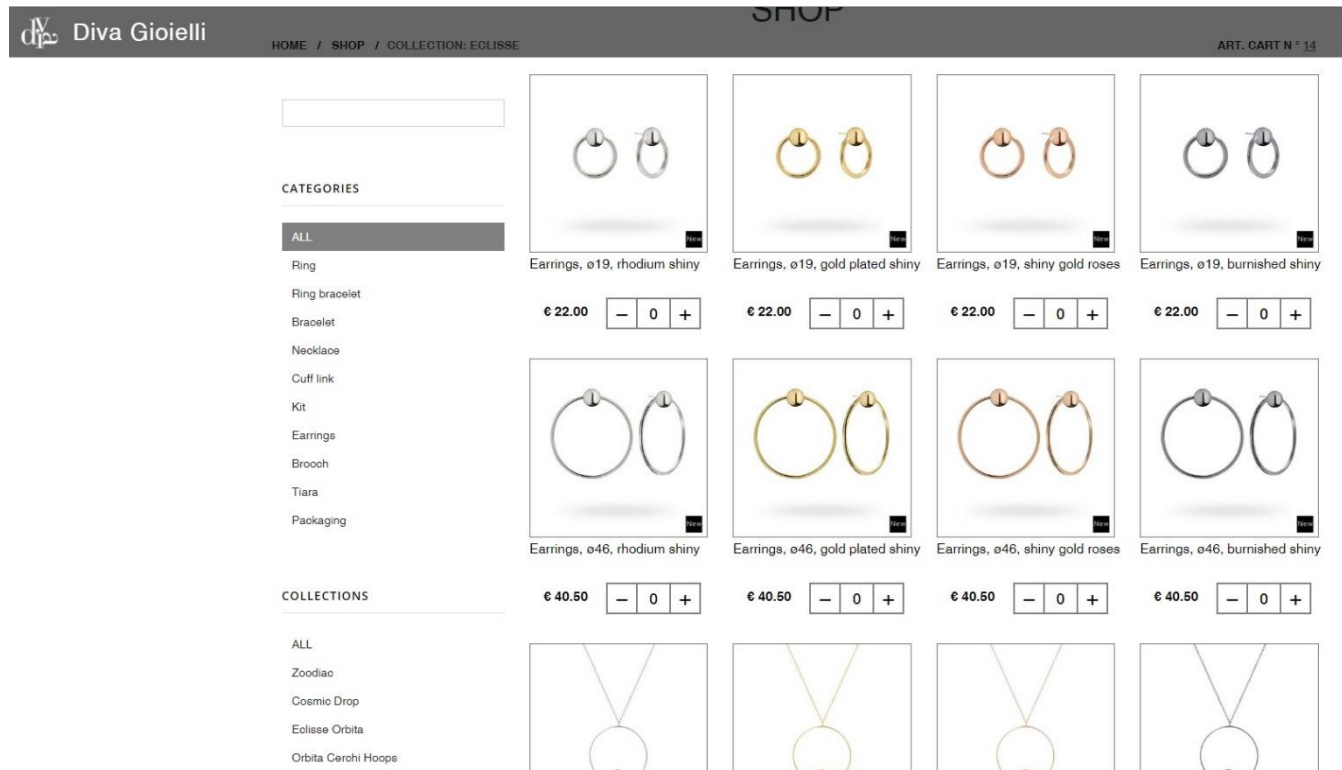 SHOP
Diva Gioielli
HOME / SHOP / COLLECTION: ECLISSE
ART. CART N° 14
CATEGORIES
ALL
Ring
Ring bracelet
Bracelet
Necklace
Cuff link
Kit
Earrings
Brooch
Tiara
Packaging
COLLECTIONS
ALL
Zoodiac
Cosmic Drop
Eclisse Orbita
Orbita Cerchi Hoops
New New New New
Earrings, ø19, rhodium shiny Earrings, ø19, gold plated shiny Earrings, ø19, shiny gold roses Earrings, ø19, burnished shiny
€ 22.00 − 0 + € 22.00 − 0 + € 22.00 − 0 + € 22.00 − 0 +
New New New New
Earrings, ø46, rhodium shiny Earrings, ø46, gold plated shiny Earrings, ø46, shiny gold roses Earrings, ø46, burnished shiny
€ 40.50 − 0 + € 40.50 − 0 + € 40.50 − 0 + € 40.50 − 0 +